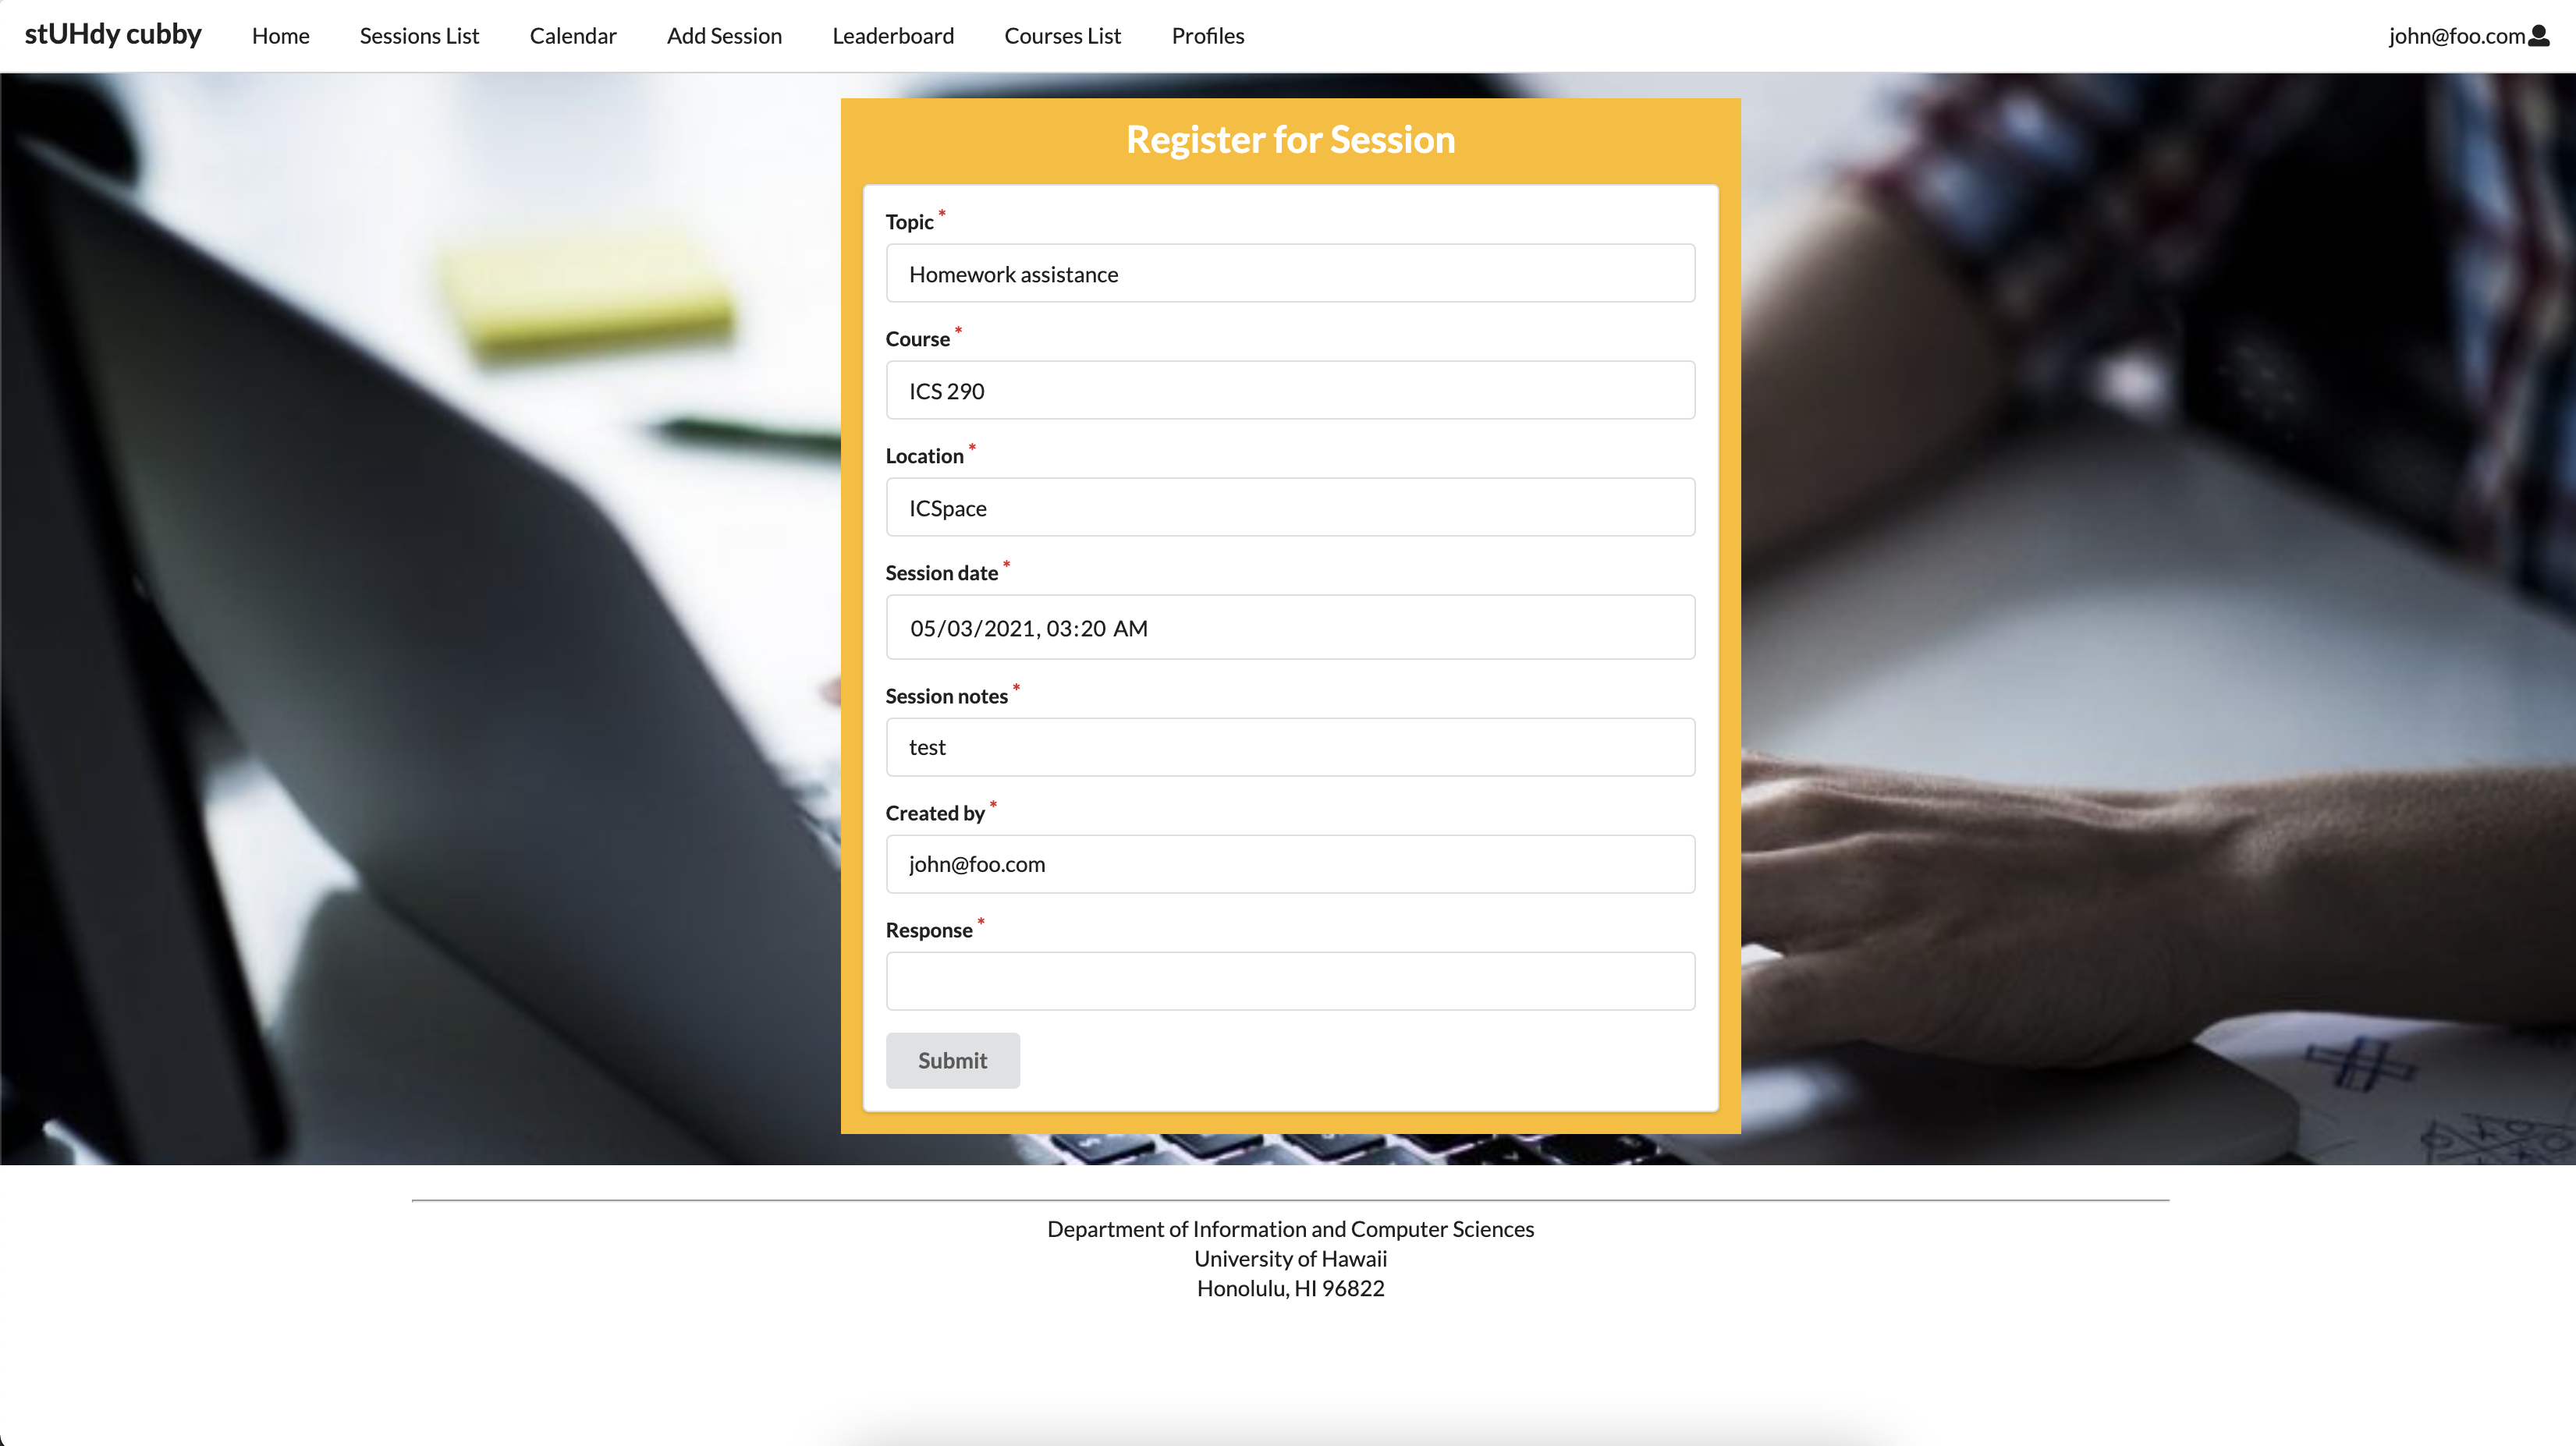 stUHdy cubby Home Sessions List Calendar Add Session Leaderboard Courses List Profiles john@foo.com
Register for Session
Topic *
Homework assistance
Course *
ICS 290
Location *
ICSpace
Session date *
05/03/2021, 03:20 AM
Session notes *
test
Created by *
john@foo.com
Response *
Submit
Department of Information and Computer Sciences
University of Hawaii
Honolulu, HI 96822